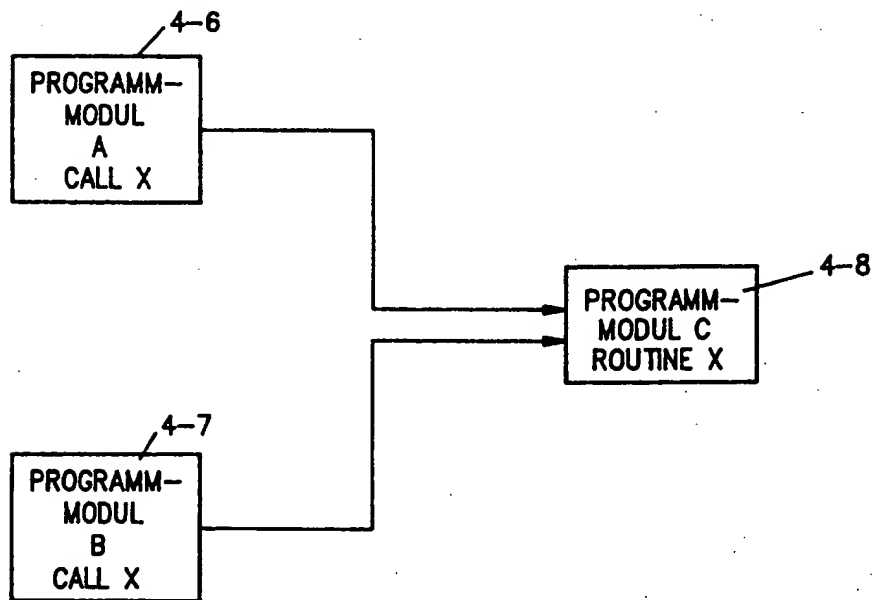 4-6
PROGRAMM-
MODUL
A
CALL X
4-8
PROGRAMM-
MODUL C
ROUTINE X
4-7
PROGRAMM-
MODUL
B
CALL X